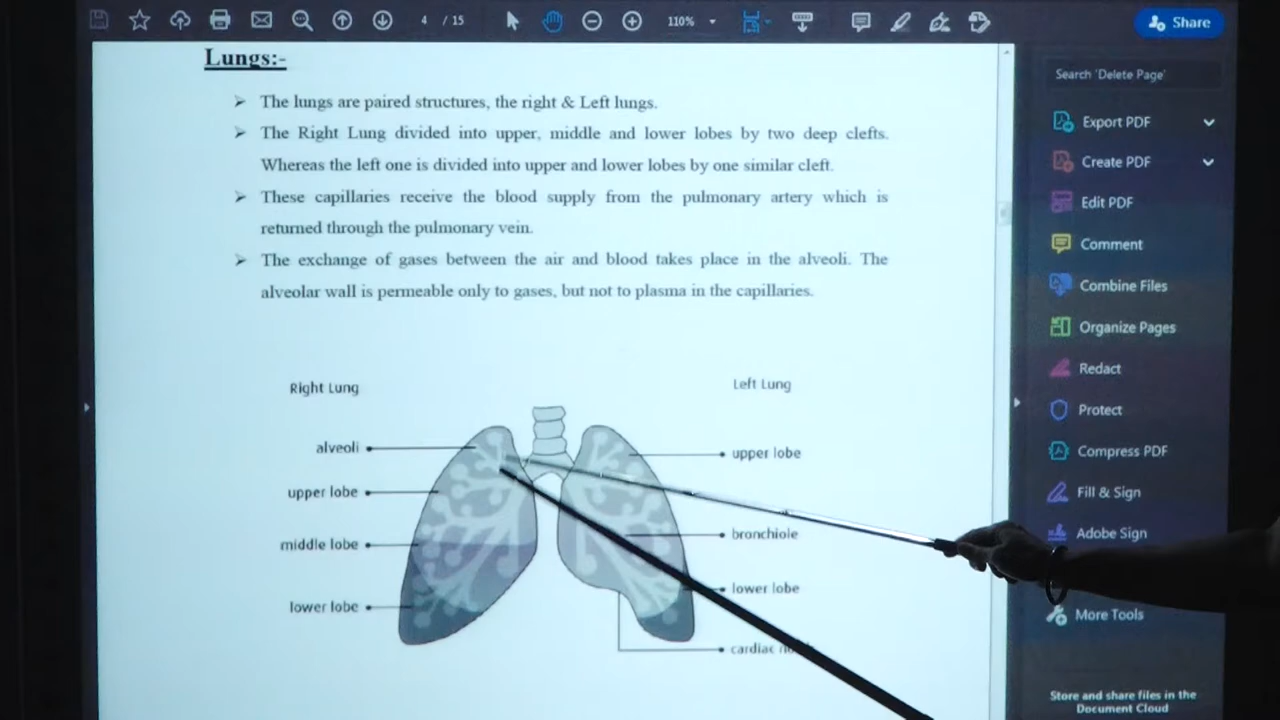 4 / 15
110%
Share
Lungs:-
The lungs are paired structures, the right & Left lungs.
The Right Lung divided into upper, middle and lower lobes by two deep clefts.
Whereas the left one is divided into upper and lower lobes by one similar cleft.
These capillaries receive the blood supply from the pulmonary artery which is
returned through the pulmonary vein.
The exchange of gases between the air and blood takes place in the alveoli. The
alveolar wall is permeable only to gases, but not to plasma in the capillaries.
Right Lung
Left Lung
alveoli
upper lobe
upper lobe
middle lobe
bronchiole
lower lobe
lower lobe
cardiac
Search 'Delete Page'
Export PDF
Create PDF
Edit PDF
Comment
Combine Files
Organize Pages
Redact
Protect
Compress PDF
Fill & Sign
Adobe Sign
More Tools
Store and share files in the
Document Cloud